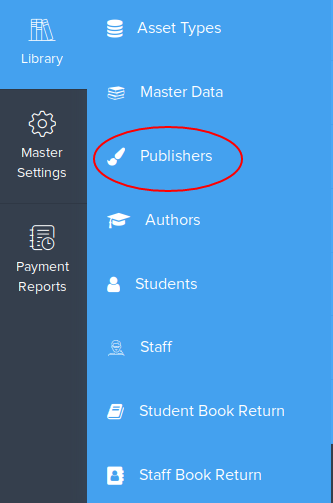 Library
Master
Settings
Payment
Reports
Asset Types
Master Data
Publishers
Authors
Students
Staff
Student Book Return
Staff Book Return